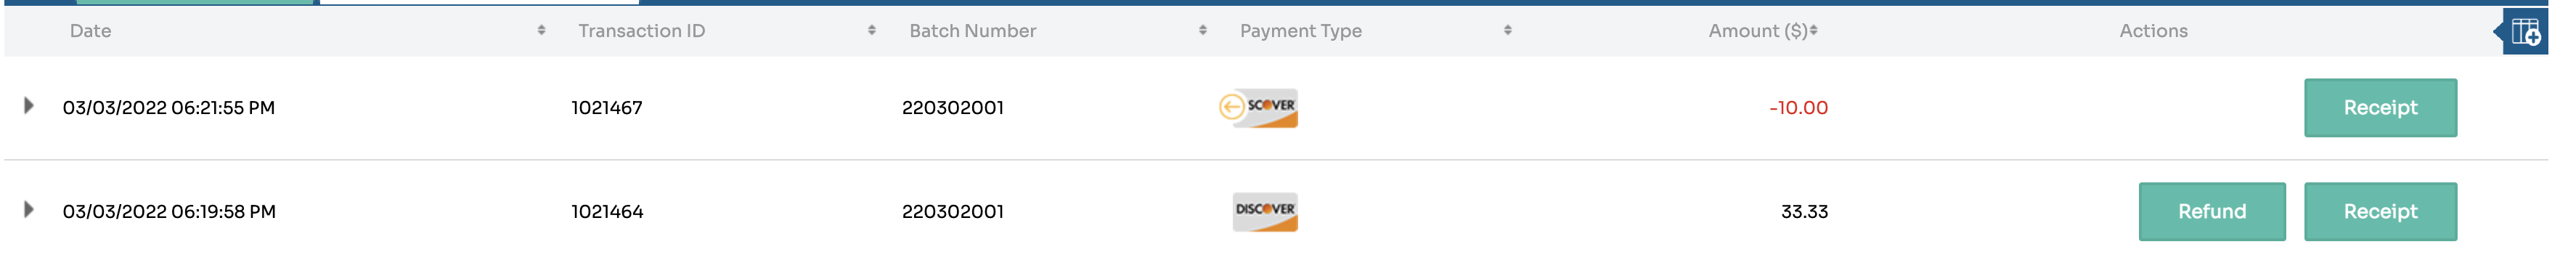 Date Transaction ID Batch Number Payment Type Amount ($) Actions
03/03/2022 06:21:55 PM 1021467 220302001 SCOVER -10.00 Receipt
03/03/2022 06:19:58 PM 1021464 220302001 DISCOVER 33.33 Refund Receipt